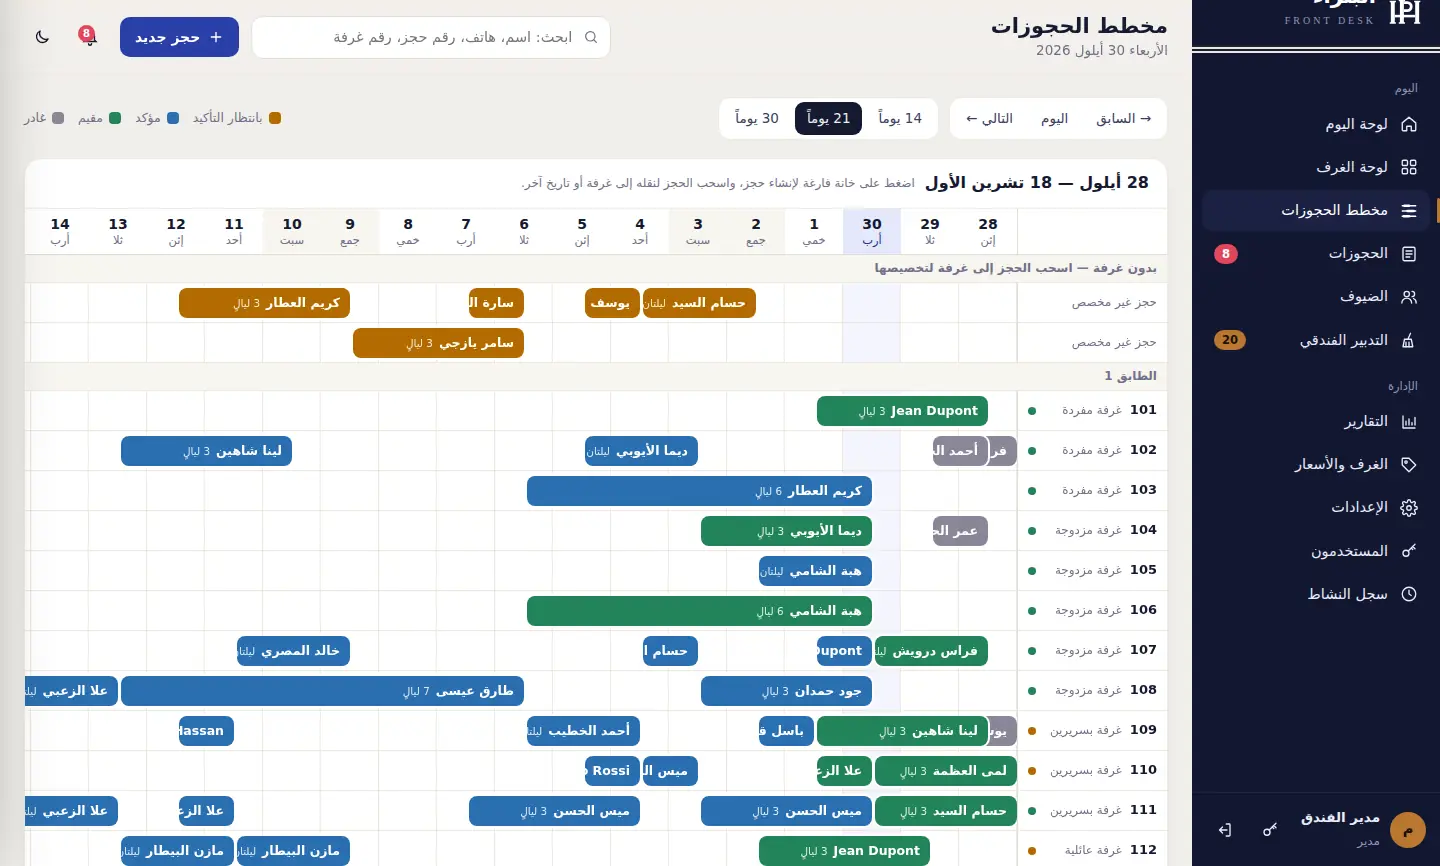 FRONT DESK
اليوم
لوحة اليوم
لوحة الغرف
مخطط الحجوزات
الحجوزات 8
الضيوف
التدبير الفندقي 20
الإدارة
التقارير
الغرف والأسعار
الإعدادات
المستخدمون
سجل النشاط
م مدير الفندق
مدير
مخطط الحجوزات
الأربعاء 30 أيلول 2026
ابحث: اسم، هاتف، رقم حجز، رقم غرفة
+ حجز جديد
8
→ السابق اليوم التالي ←
14 يوماً 21 يوماً 30 يوماً
بانتظار التأكيد مؤكد مقيم غادر
28 أيلول — 18 تشرين الأول اضغط على خانة فارغة لإنشاء حجز، واسحب الحجز لنقله إلى غرفة أو تاريخ آخر.
28 29 30 1 2 3 4 5 6 7 8 9 10 11 12 13 14
إثن ثلا أرب خمي جمع سبت أحد إثن ثلا أرب خمي جمع سبت أحد إثن ثلا أرب
بدون غرفة — اسحب الحجز إلى غرفة لتخصيصها
حجز غير مخصص حسام السيد ليلتان يوسف سارة كريم العطار 3 ليالٍ
حجز غير مخصص سامر يازجي 3 ليالٍ
الطابق 1
101 غرفة مفردة Jean Dupont 3 ليالٍ
102 غرفة مفردة أحمد ديما الأيوبي ليلتان لينا شاهين 3 ليالٍ
103 غرفة مفردة كريم العطار 6 ليالٍ
104 غرفة مزدوجة عمر ديما الأيوبي 3 ليالٍ
105 غرفة مزدوجة هبة الشامي ليلتان
106 غرفة مزدوجة هبة الشامي 6 ليالٍ
107 غرفة مزدوجة فراس درويش Dupont حسام خالد المصري ليلتان
108 غرفة مزدوجة جود حمدان 3 ليالٍ طارق عيسى 7 ليالٍ علا الزعبي
109 غرفة بسريرين لينا شاهين 3 ليالٍ باسل أحمد الخطيب Hassan
110 غرفة بسريرين لمى العظمة 3 ليالٍ علا ميس Rossi
111 غرفة بسريرين حسام السيد 3 ليالٍ ميس الحسن 3 ليالٍ ميس الحسن 3 ليالٍ علا علا الزعبي
112 غرفة عائلية Jean Dupont 3 ليالٍ مازن البيطار مازن البيطار